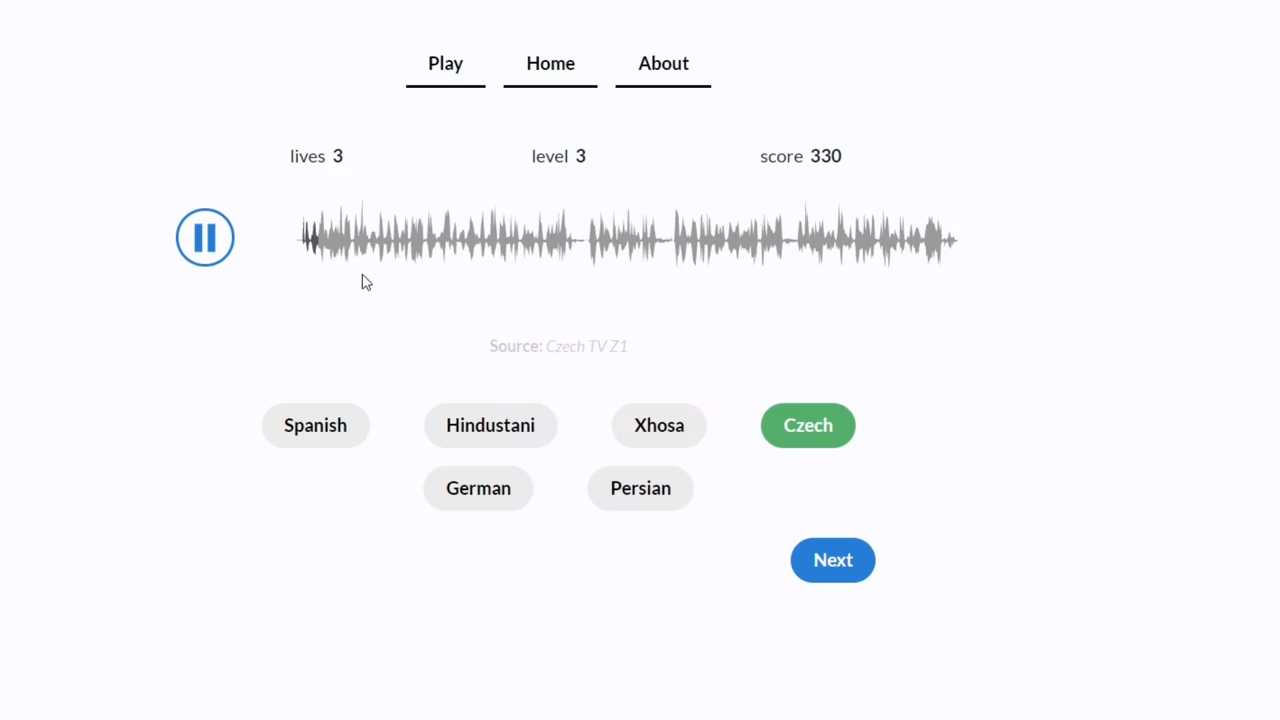 Play Home About
lives 3 level 3 score 330
Source: Czech TV Z1
Spanish Hindustani Xhosa Czech
German Persian
Next